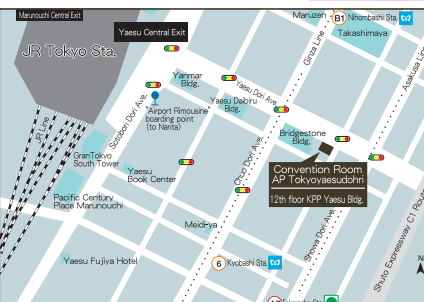 Marunouchi Central Exit
Maruzen
B1
Nihombashi Sta.
Yaesu Central Exit
Takashimaya
JR Tokyo Sta.
Ginza Line
Asakusa Line
Yanmar
Bldg.
Yaesu Dori Ave.
Sotobori Dori Ave.
"Airport Rimousine"
boarding point
(to Narita)
Yaesu Daibiru
Bldg.
JR Line
Bridgestone
Bldg.
GranTokyo
South Tower
Chuo Dori Ave.
Yaesu
Book Center
Convention Room
AP Tokyoyaesudohri
12th floor KPP Yaesu Bldg.
Pacific Century
Place Marunouchi
Meidi-ya
Showa Dori Ave.
Shuto Expressway C1 Route
Yaesu Fujiya Hotel
6
Kyobashi Sta.
N